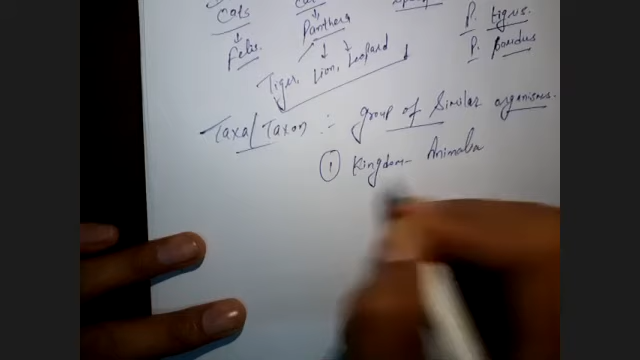 Cats
Panthera
P. tigris.
Felis.
P. pardus
Tiger, Lion, Leopard
Taxa/Taxon :- Group of Similar organisms.
① Kingdom- Animalia